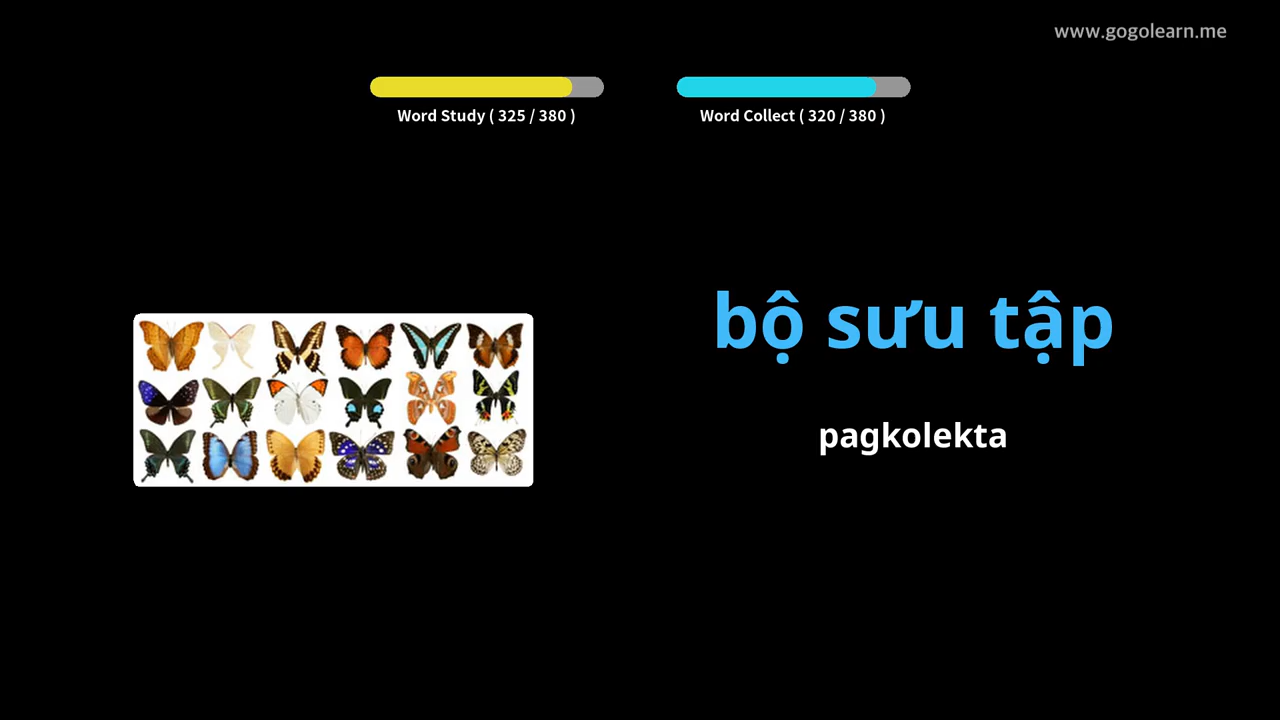 www.gogolearn.me
Word Study ( 325 / 380 )
Word Collect ( 320 / 380 )
bộ sưu tập
pagkolekta